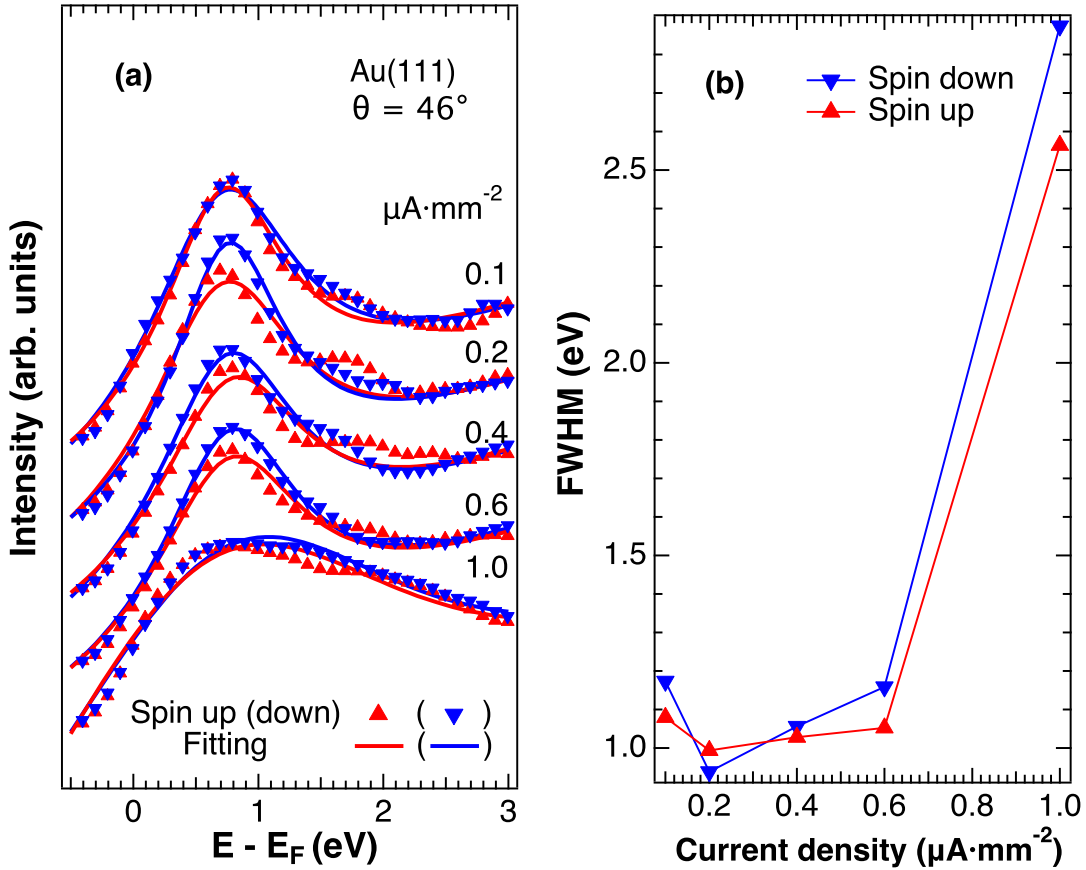 (a)
Au(111)
θ = 46°
μA·mm-2
0.1
0.2
0.4
0.6
1.0
Spin up (down) ( )
Fitting ( )
Intensity (arb. units)
0 1 2 3
E - EF (eV)
(b)
Spin down
Spin up
2.5
2.0
1.5
1.0
FWHM (eV)
0.2 0.4 0.6 0.8 1.0
Current density (μA·mm-2)